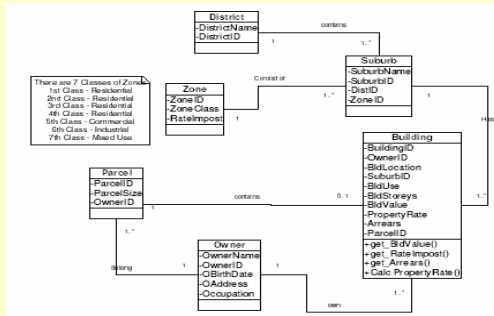 District
-DistrictName
-DistrictID
contains
1
1..*
Suburb
-SuburbName
-SuburbID
-DistID
-ZoneID
There are 7 Classes of Zones
1st Class - Residential
2nd Class - Residential
3rd Class - Residential
4th Class - Residential
5th Class - Commercial
6th Class - Industrial
7th Class - Mixed Use
Zone
-ZoneID
-ZoneClass
-RateImpost
Consist of
1
1..*
1
Has
1..*
Building
-BuildingID
-OwnerID
-BldLocation
-SuburbID
-BldUse
-BldStoreys
-BldValue
-PropertyRate
-Arrears
-ParcelID
+get_BldValue()
+get_RateImpost()
+get_Arrears()
+Calc PropertyRate()
Parcel
-ParcelID
-ParcelSize
-OwnerID
contains
1
0..1
1..*
Belong
1
Owner
-OwnerName
-OwnerID
-OBirthDate
-OAddress
-Occupation
1
own
1..*